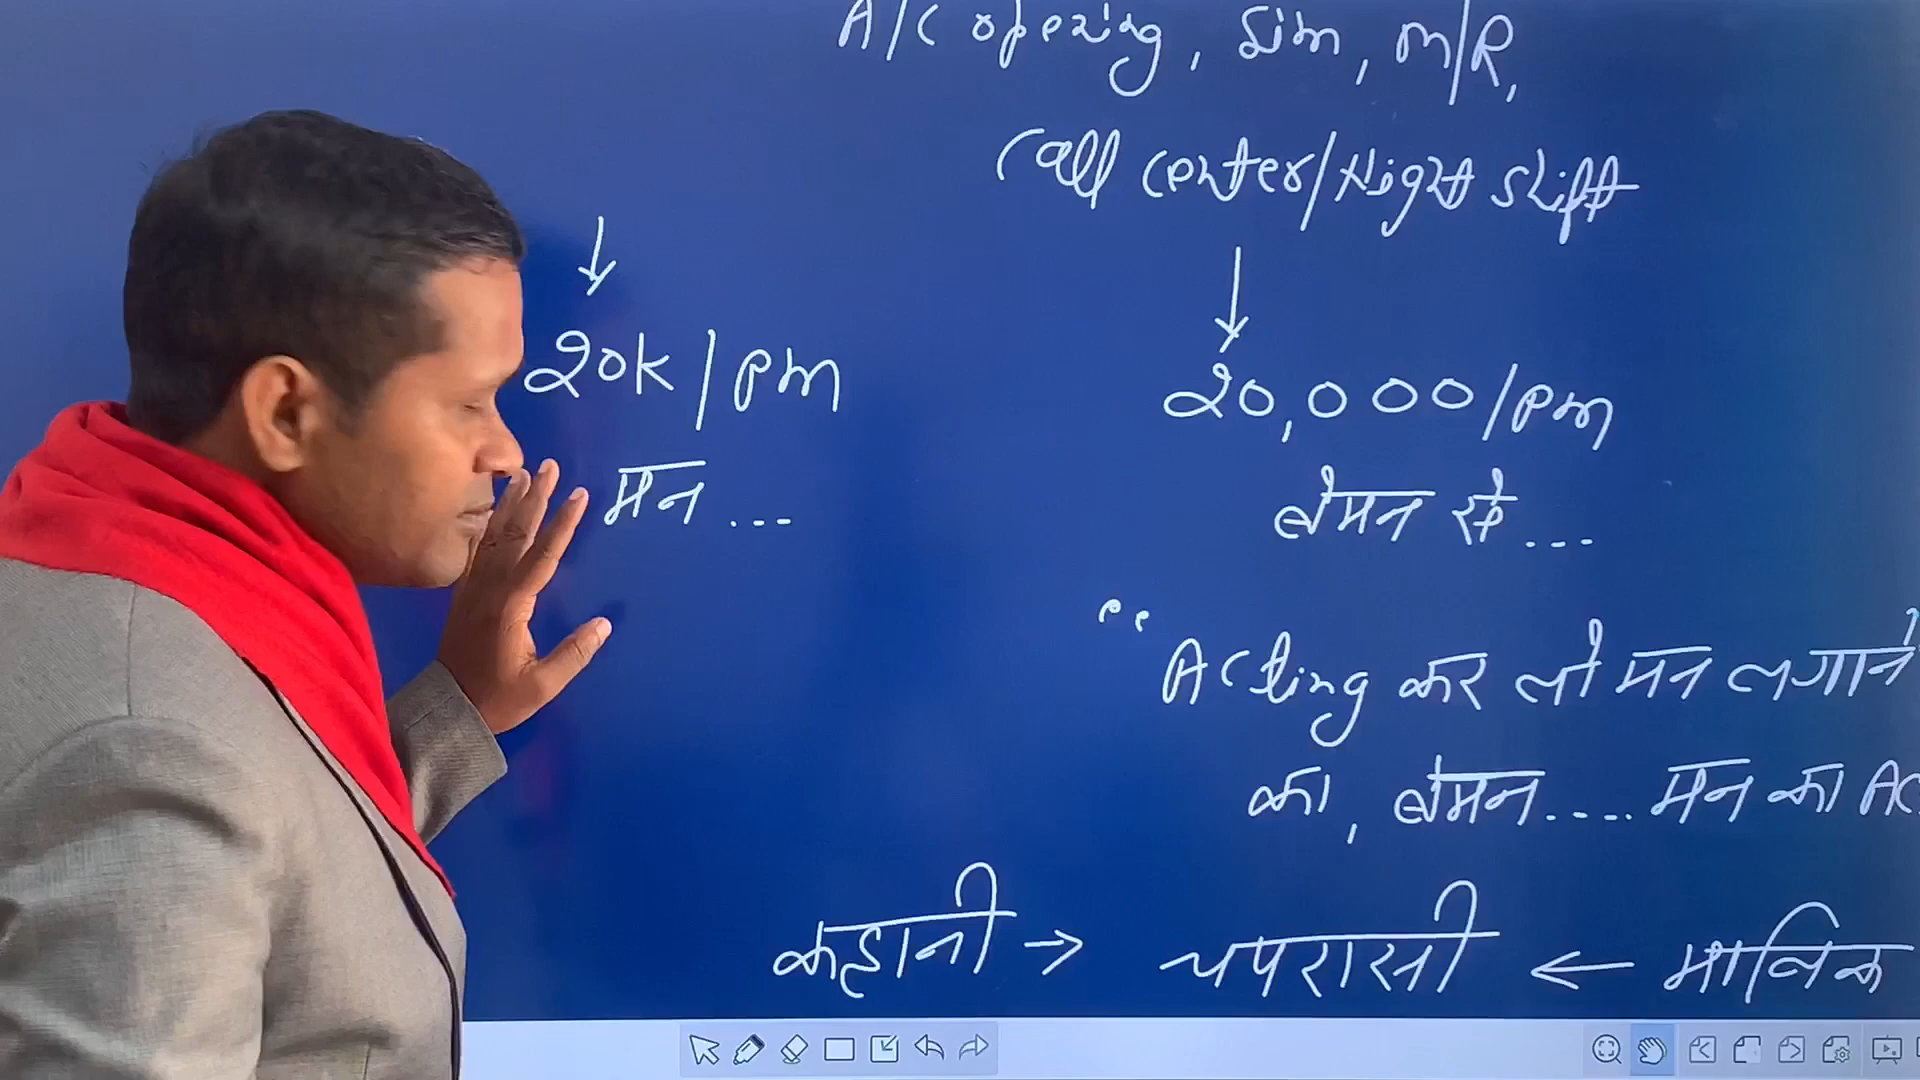 A/C opening, Sim, M/R,
Call center/Night shift
↓ ↓
20K/pm 20,000/pm
मन ... बेमन से ...
"Acting कर लो मन लगाने
का, बेमन .... मन का AC
कहानी → चपरासी ← मालिक